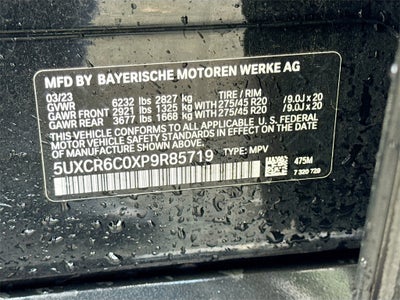 MFD BY BAYERISCHE MOTOREN WERKE AG
03/23 TIRE / RIM
GVWR 6232 lbs 2827 kg
GAWR FRONT 2921 lbs 1325 kg WITH 275/45 R20 /9.0J x 20
GAWR REAR 3677 lbs 1668 kg WITH 275/45 R20 /9.0J x 20
THIS VEHICLE CONFORMS TO ALL APPLICABLE U.S. FEDERAL
MOTOR VEHICLE SAFETY STANDARDS IN EFFECT ON THE
DATE OF MANUFACTURE SHOWN ABOVE.
5UXCR6C0XP9R85719 TYPE: MPV
475M
7 320 720